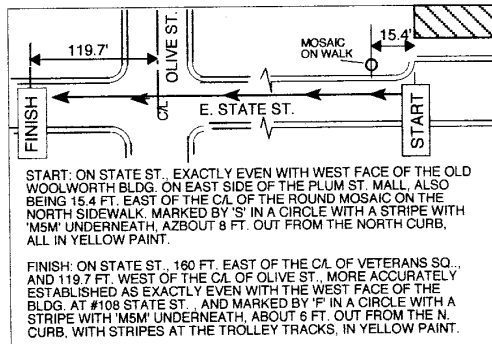 119.7'
C/L OLIVE ST.
MOSAIC
ON WALK
15.4'
FINISH
E. STATE ST.
START
START: ON STATE ST., EXACTLY EVEN WITH WEST FACE OF THE OLD
WOOLWORTH BLDG. ON EAST SIDE OF THE PLUM ST. MALL, ALSO
BEING 15.4 FT. EAST OF THE C/L OF THE ROUND MOSAIC ON THE
NORTH SIDEWALK. MARKED BY 'S' IN A CIRCLE WITH A STRIPE WITH
'M5M' UNDERNEATH, AZBOUT 8 FT. OUT FROM THE NORTH CURB,
ALL IN YELLOW PAINT.
FINISH: ON STATE ST., 160 FT. EAST OF THE C/L OF VETERANS SQ..,
AND 119.7 FT. WEST OF THE C/L OF OLIVE ST., MORE ACCURATELY
ESTABLISHED AS EXACTLY EVEN WITH THE WEST FACE OF THE
BLDG. AT #108 STATE ST. , AND MARKED BY 'F' IN A CIRCLE WITH A
STRIPE WITH 'M5M' UNDERNEATH, ABOUT 6 FT. OUT FROM THE N.
CURB, WITH STRIPES AT THE TROLLEY TRACKS, IN YELLOW PAINT.